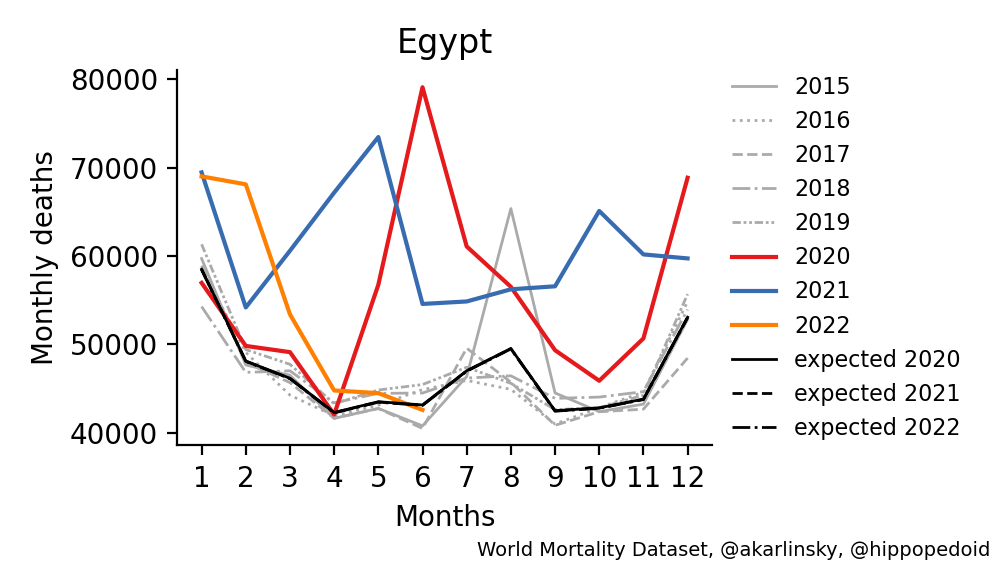 Egypt
80000
70000
60000
50000
40000
Monthly deaths
1 2 3 4 5 6 7 8 9 10 11 12
Months
2015
2016
2017
2018
2019
2020
2021
2022
expected 2020
expected 2021
expected 2022
World Mortality Dataset, @akarlinsky, @hippopedoid